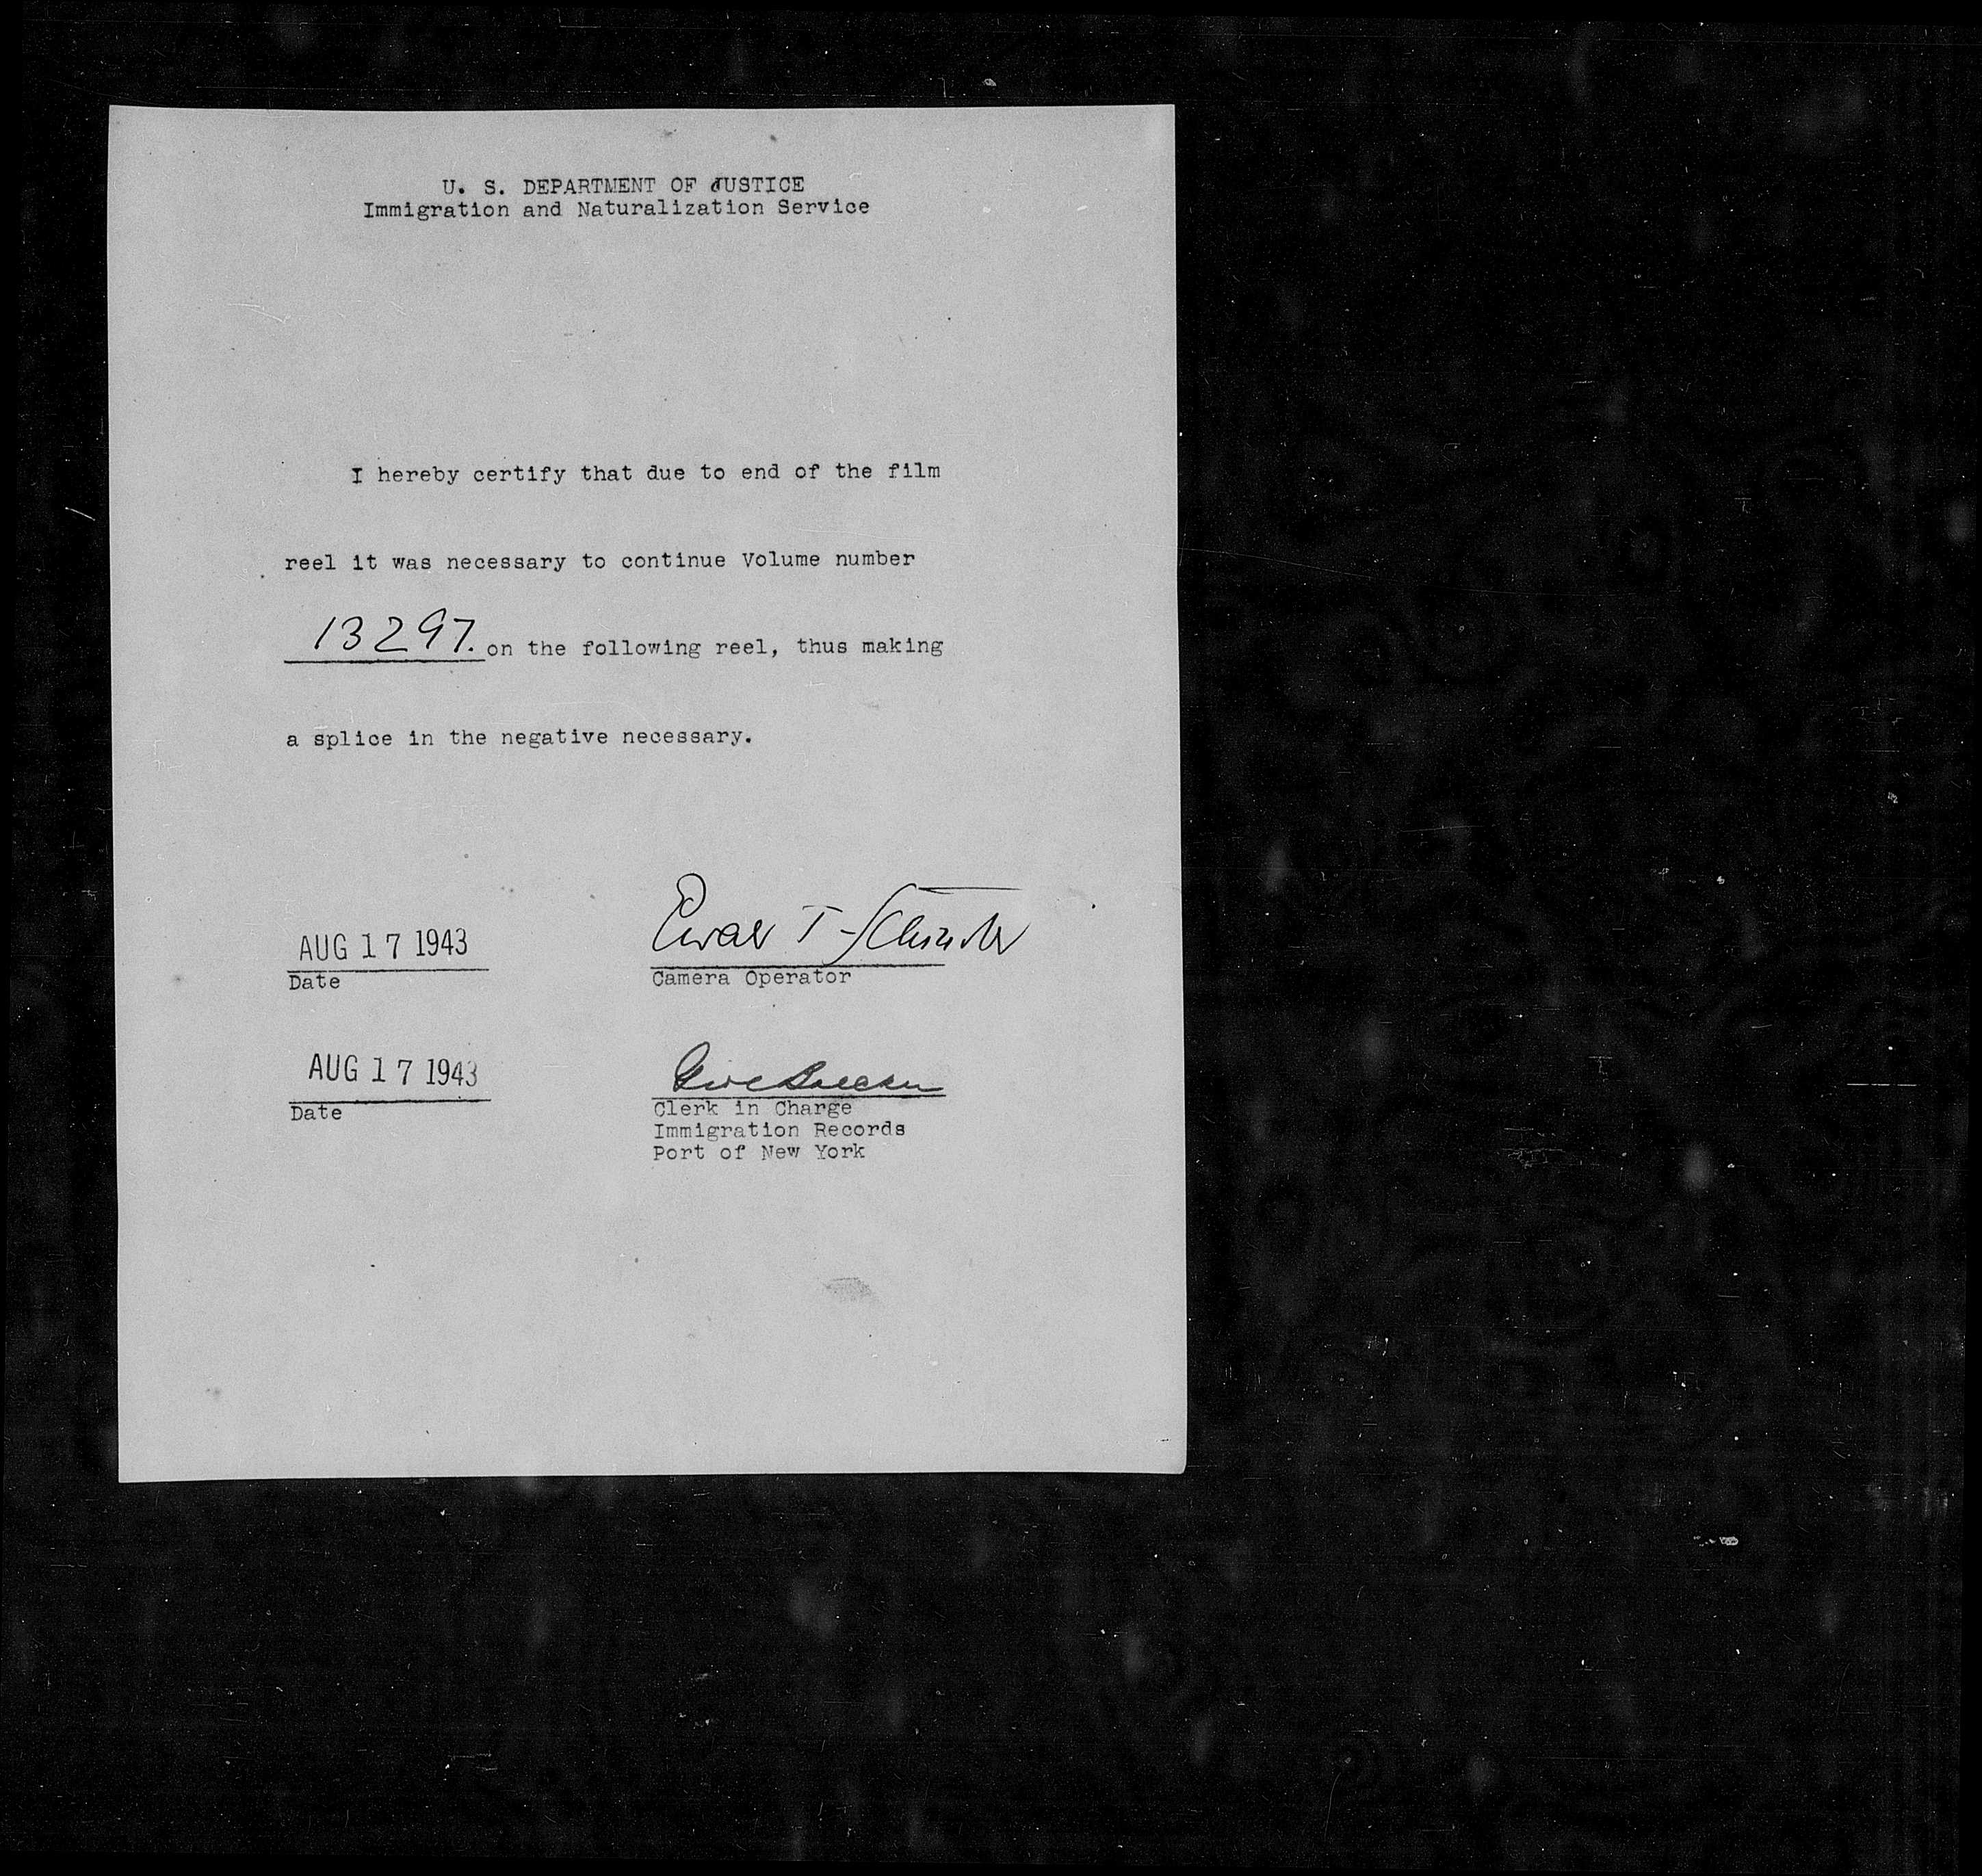 U. S. DEPARTMENT OF JUSTICE
Immigration and Naturalization Service
I hereby certify that due to end of the film
reel it was necessary to continue Volume number
13297. on the following reel, thus making
a splice in the negative necessary.
AUG 17 1943
Date
Camera Operator
AUG 17 1943
Date
Clerk in Charge
Immigration Records
Port of New York